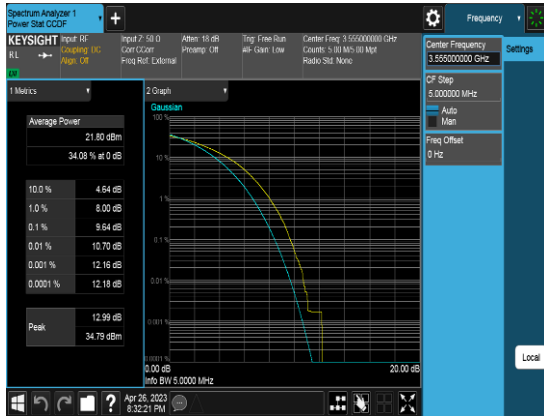 Spectrum Analyzer 1
Power Stat CCDF
+
Frequency
KEYSIGHT
RL
Input: RF
Coupling: DC
Align: Off
Input Z: 50 Ω
Corr CCorr
Freq Ref: External
Atten: 18 dB
Preamp: Off
Trig: Free Run
#IF Gain: Low
Center Freq: 3.555000000 GHz
Counts: 5.00 M/5.00 Mpt
Radio Std: None
Center Frequency
3.555000000 GHz
Settings
CF Step
5.000000 MHz
Auto
Man
Freq Offset
0 Hz
1 Metrics
2 Graph
Gaussian
Average Power
21.80 dBm
34.08 % at 0 dB
10.0 % 4.64 dB
1.0 % 8.00 dB
0.1 % 9.64 dB
0.01 % 10.70 dB
0.001 % 12.16 dB
0.0001 % 12.18 dB
Peak
12.99 dB
34.79 dBm
100 %
10 %
1 %
0.1 %
0.01 %
0.001 %
0.0001 %
0.00 dB
20.00 dB
Info BW 5.0000 MHz
Local
?
Apr 26, 2023
8:32:21 PM